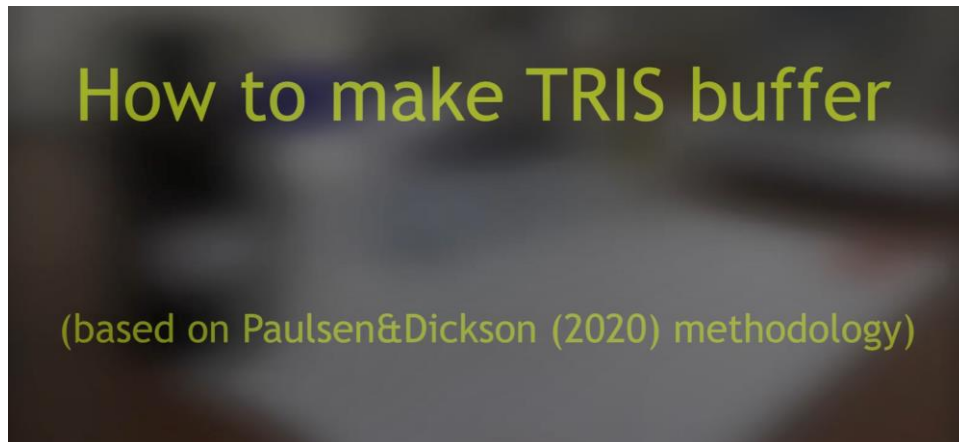 How to make TRIS buffer
(based on Paulsen&Dickson (2020) methodology)